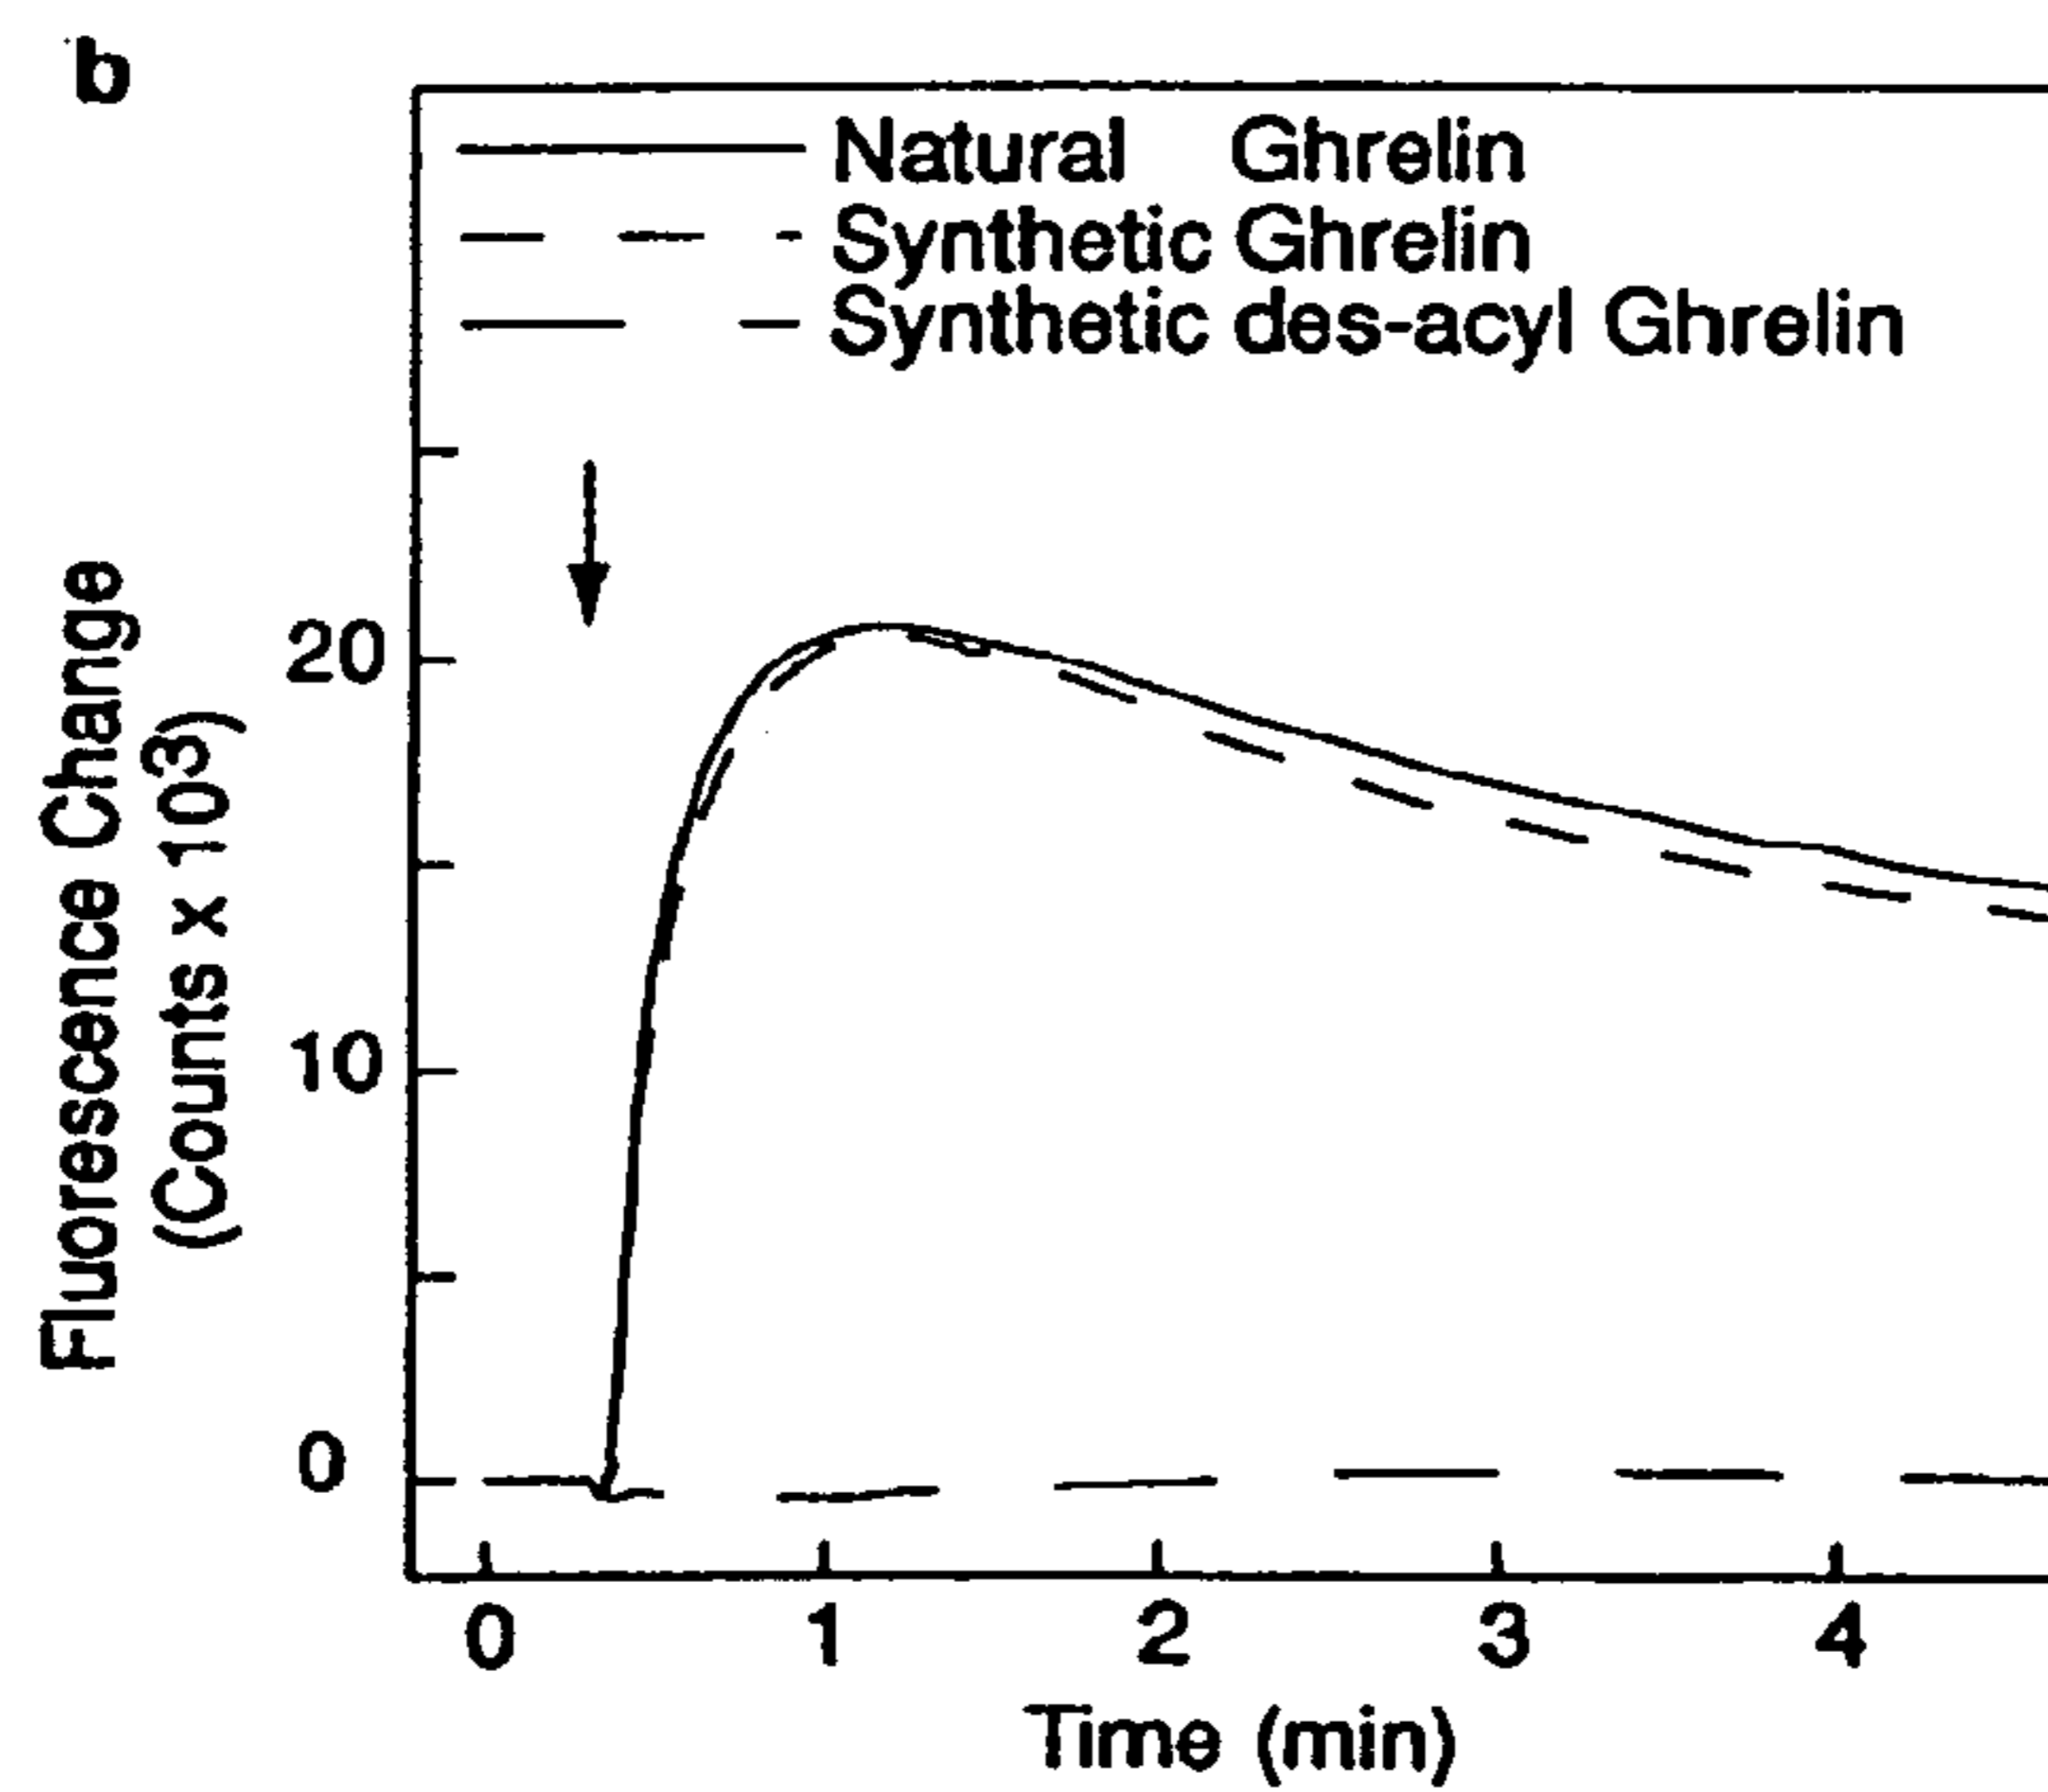 b
Natural Ghrelin
Synthetic Ghrelin
Synthetic des-acyl Ghrelin
Fluorescence Change
(Counts x 10³)
20
10
0
0 1 2 3 4
Time (min)